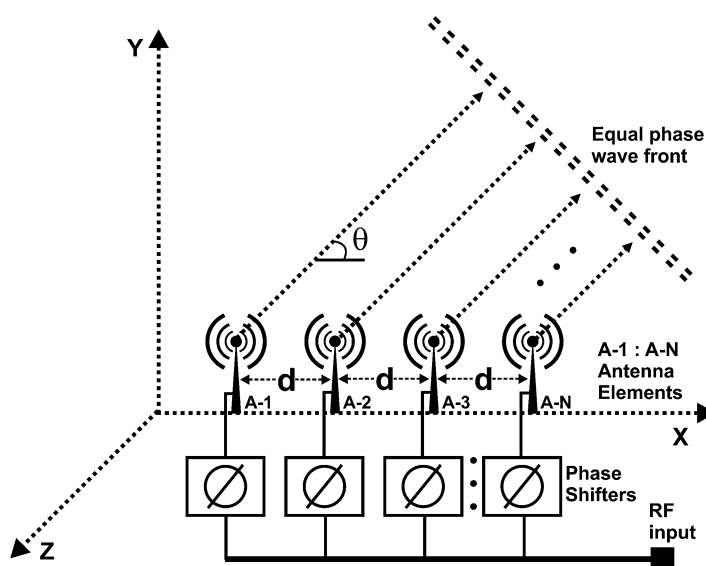 Y
Equal phase
wave front
θ
A-1 : A-N
Antenna
Elements
d
d
d
A-1
A-2
A-3
A-N
X
Phase
Shifters
RF
input
Z